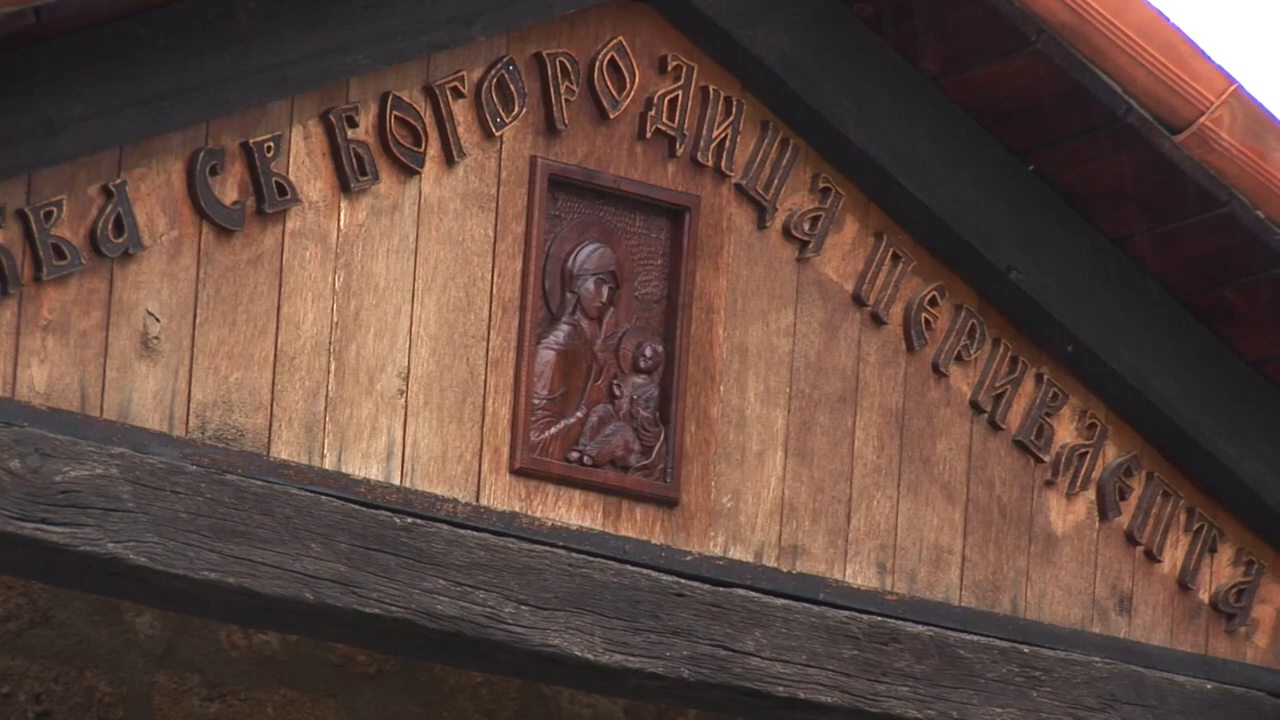 ква св Богородица перивлепта